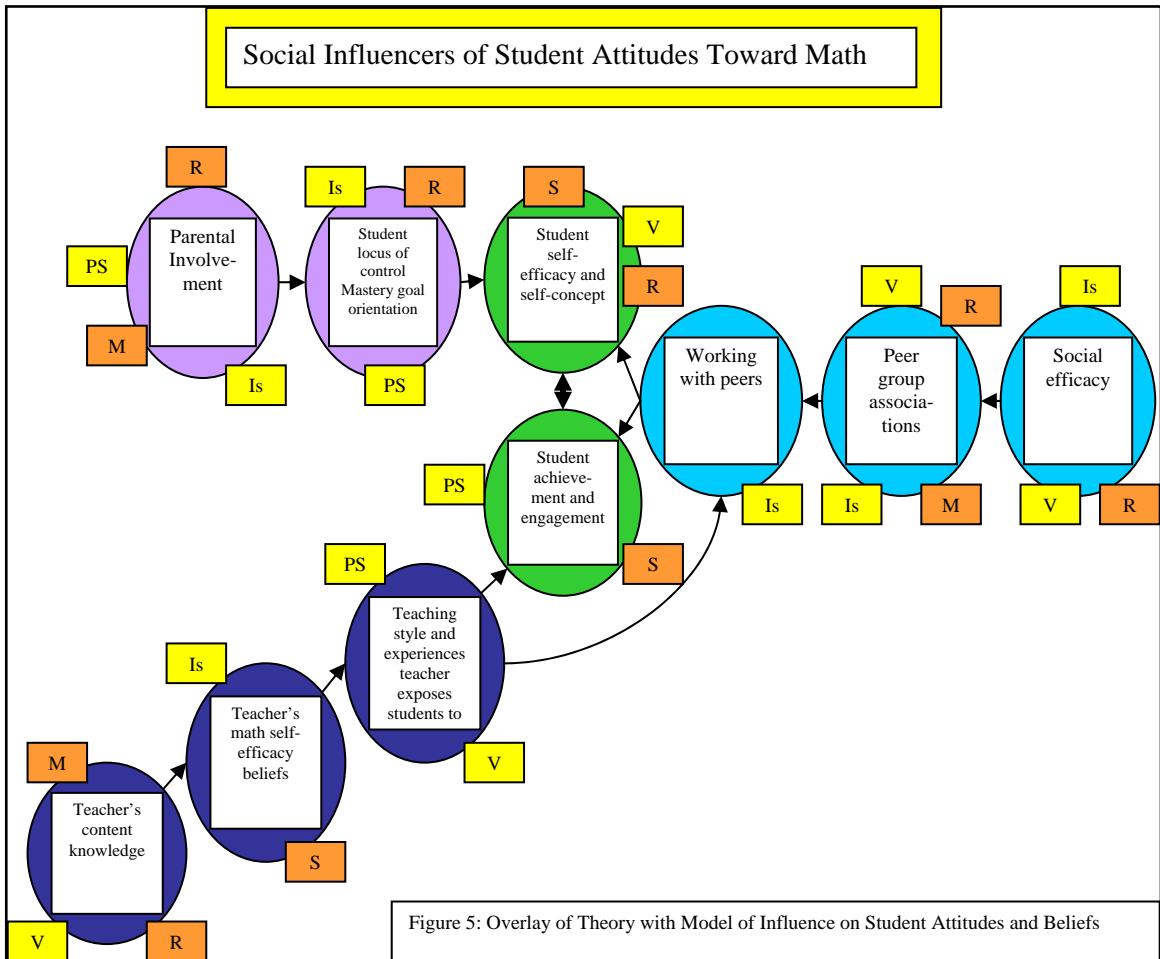 Social Influencers of Student Attitudes Toward Math
R
Parental
Involve-
ment
PS
M
Is
Is
R
Student
locus of
control
Mastery goal
orientation
PS
S
V
R
Student
self-
efficacy and
self-concept
Working
with peers
Is
V
R
Peer
group
associa-
tions
Is
M
Is
Social
efficacy
V
R
PS
Student
achieve-
ment and
engagement
S
PS
Teaching
style and
experiences
teacher
exposes
students to
V
Is
Teacher’s
math self-
efficacy
beliefs
S
M
Teacher’s
content
knowledge
V
R
Figure 5: Overlay of Theory with Model of Influence on Student Attitudes and Beliefs